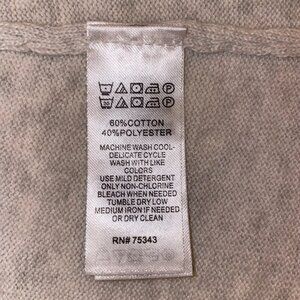 60%COTTON
40%POLYESTER
MACHINE WASH COOL-
DELICATE CYCLE
WASH WITH LIKE
COLORS
USE MILD DETERGENT
ONLY NON-CHLORINE
BLEACH WHEN NEEDED
TUMBLE DRY LOW
MEDIUM IRON IF NEEDED
OR DRY CLEAN
RN# 75343